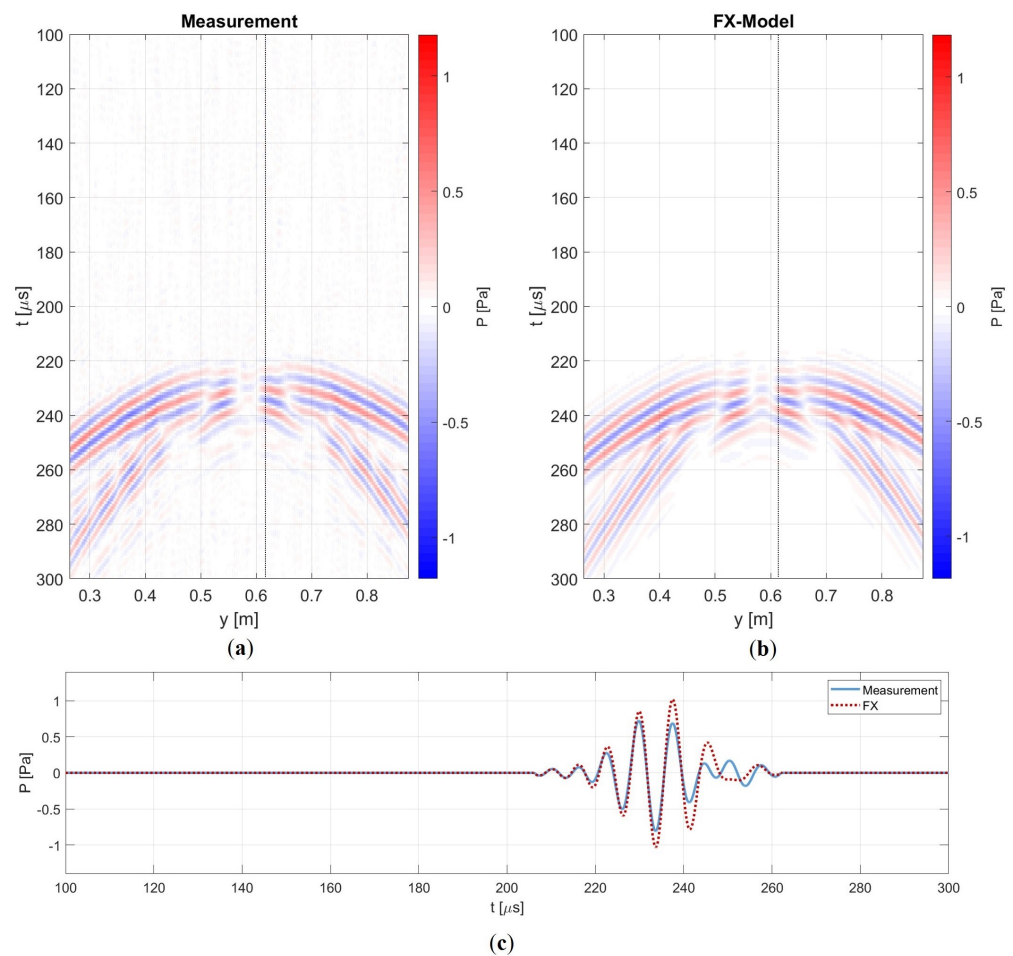 Measurement
FX-Model
100
120
140
160
180
200
220
240
260
280
300
t [μs]
0.3 0.4 0.5 0.6 0.7 0.8
y [m]
1
0.5
0
-0.5
-1
P [Pa]
100
120
140
160
180
200
220
240
260
280
300
t [μs]
0.3 0.4 0.5 0.6 0.7 0.8
y [m]
1
0.5
0
-0.5
-1
P [Pa]
(a)
(b)
1
0.5
0
-0.5
-1
P [Pa]
Measurement
FX
100 120 140 160 180 200 220 240 260 280 300
t [μs]
(c)